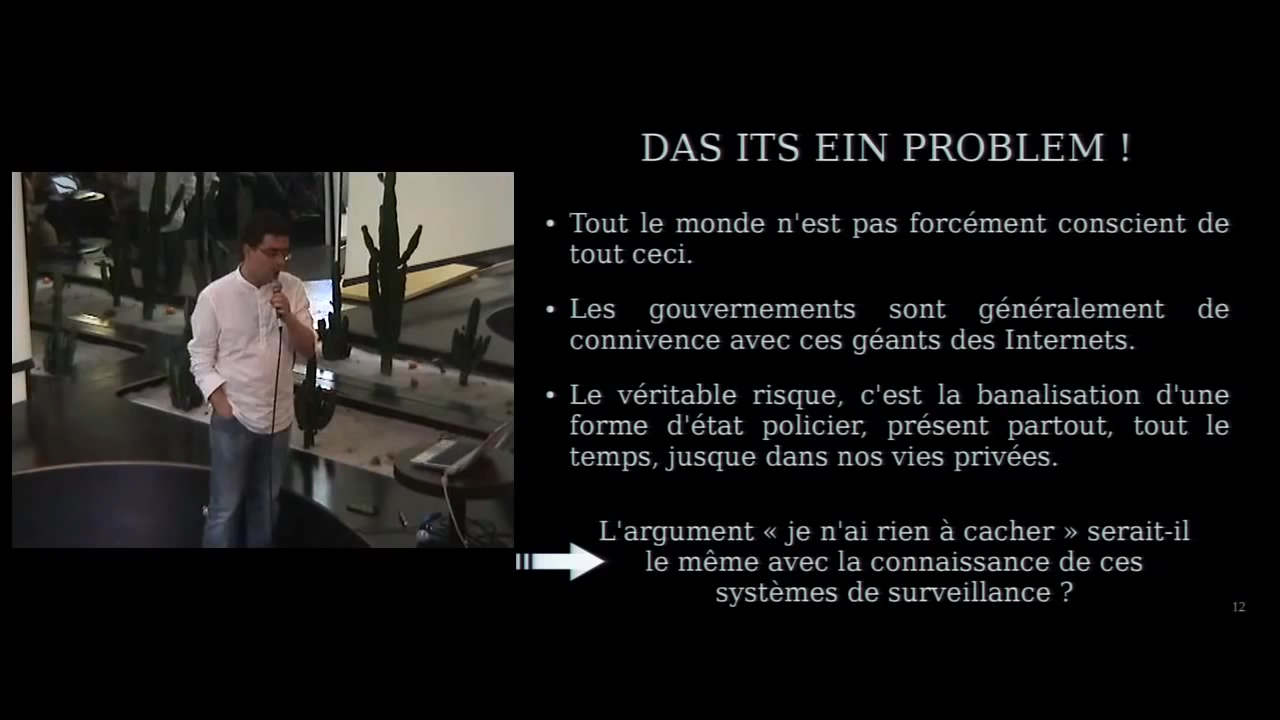 DAS ITS EIN PROBLEM !
• Tout le monde n'est pas forcément conscient de
tout ceci.
• Les gouvernements sont généralement de
connivence avec ces géants des Internets.
• Le véritable risque, c'est la banalisation d'une
forme d'état policier, présent partout, tout le
temps, jusque dans nos vies privées.
L'argument « je n'ai rien à cacher » serait-il
le même avec la connaissance de ces
systèmes de surveillance ?
12